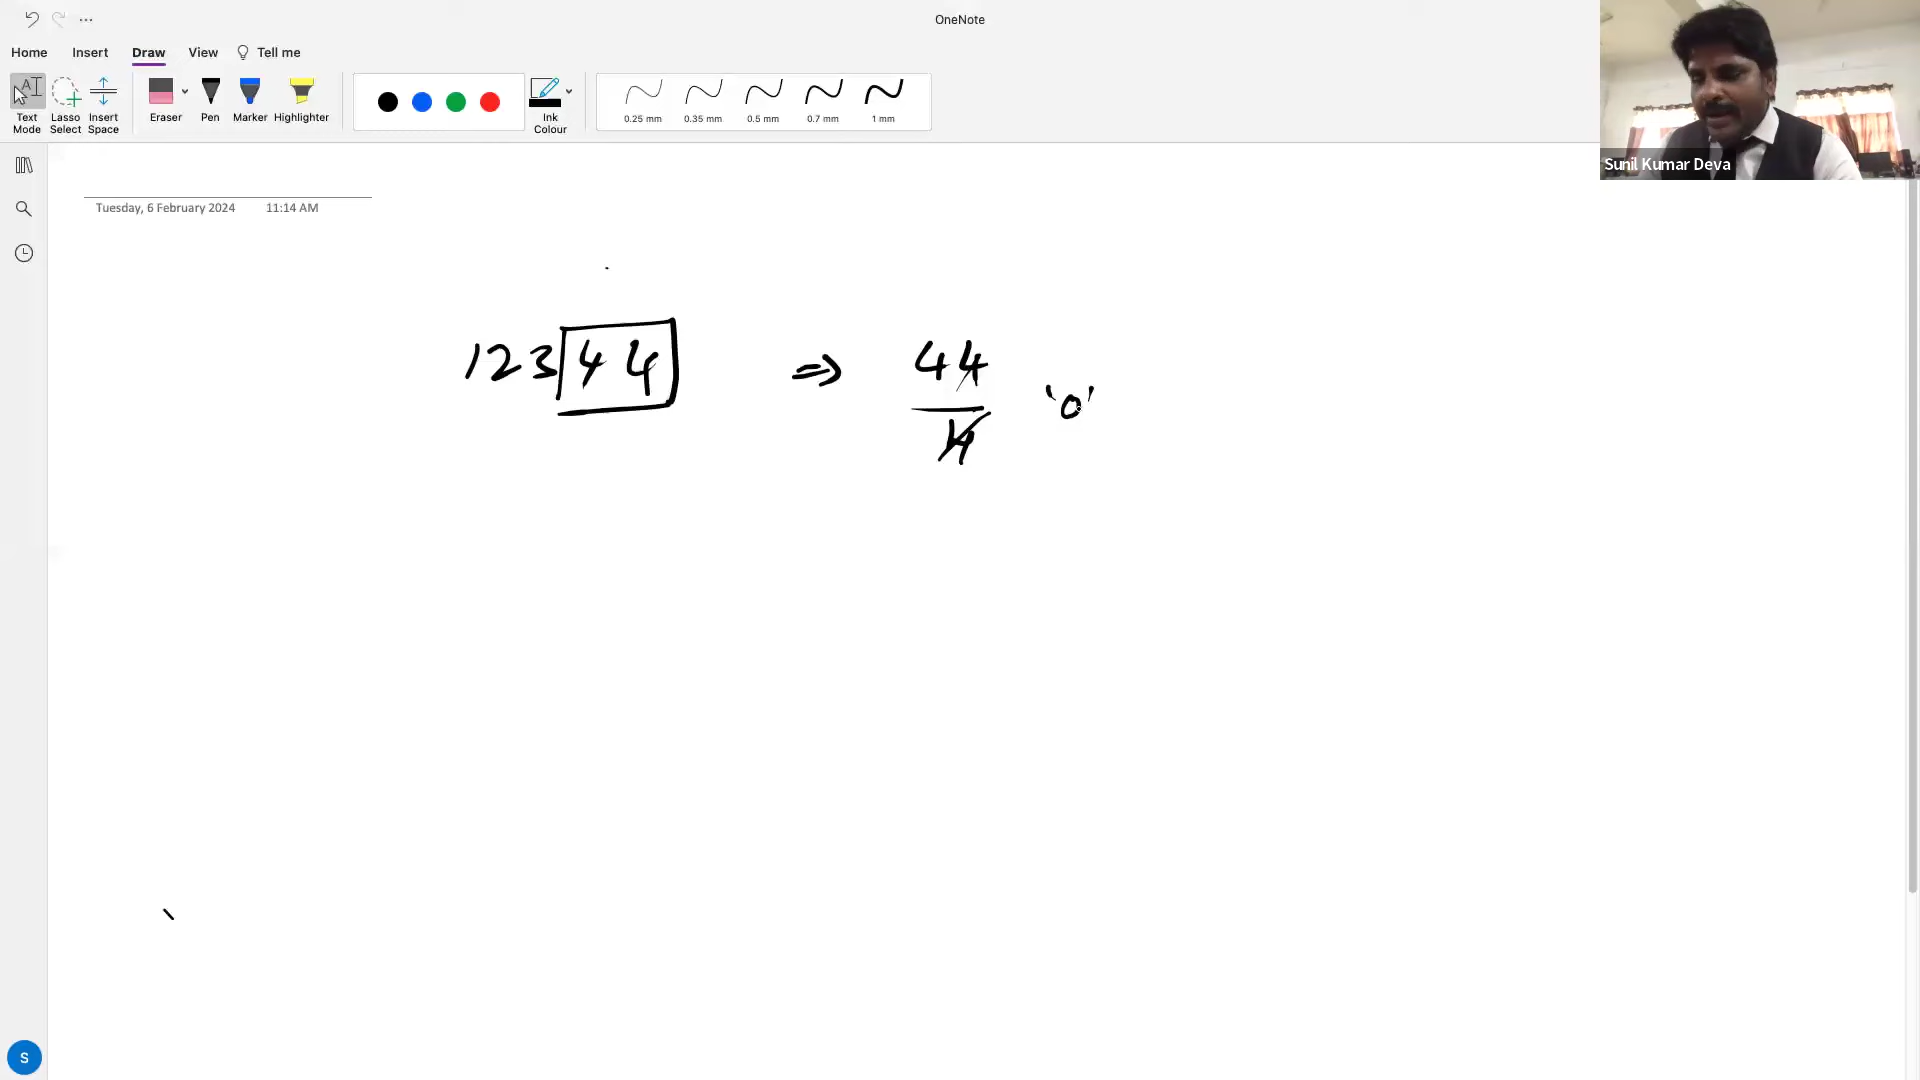 OneNote
Home Insert Draw View Tell me
Text Mode
Lasso Select
Insert Space
Eraser
Pen
Marker
Highlighter
Ink Colour
0.25 mm
0.35 mm
0.5 mm
0.7 mm
1 mm
Sunil Kumar Deva
Tuesday, 6 February 2024 11:14 AM
12344 ⇒ 44/4 '0'
S